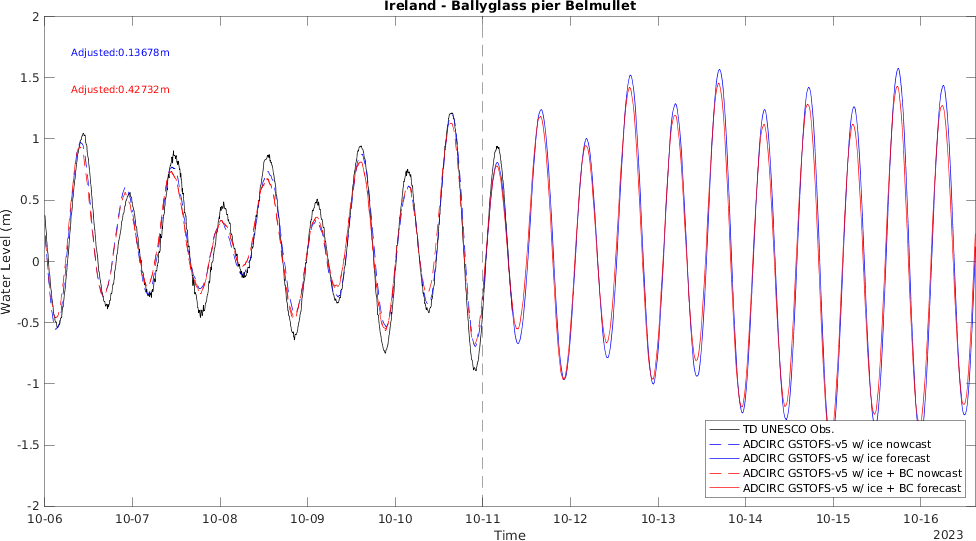 Ireland - Ballyglass pier Belmullet
2
1.5
1
0.5
0
-0.5
-1
-1.5
-2
Water Level (m)
Adjusted:0.13678m
Adjusted:0.42732m
TD UNESCO Obs.
ADCIRC GSTOFS-v5 w/ ice nowcast
ADCIRC GSTOFS-v5 w/ ice forecast
ADCIRC GSTOFS-v5 w/ ice + BC nowcast
ADCIRC GSTOFS-v5 w/ ice + BC forecast
10-06 10-07 10-08 10-09 10-10 10-11 10-12 10-13 10-14 10-15 10-16
Time
2023